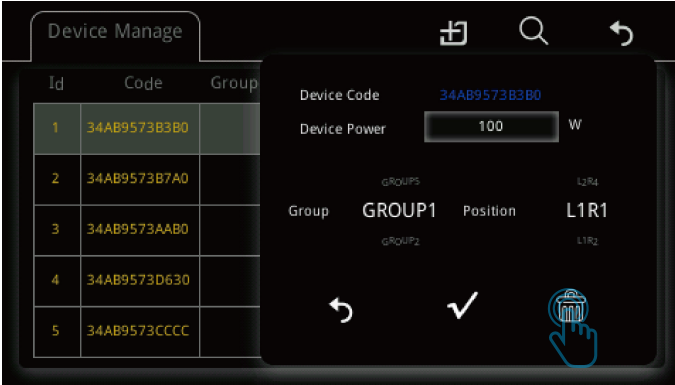 Device Manage
Id Code Group
1 34AB9573B3B0
2 34AB9573B7A0
3 34AB9573AAB0
4 34AB9573D630
5 34AB9573CCCC
Device Code 34AB9573B3B0
Device Power 100 W
GROUP5 L2R4
Group GROUP1 Position L1R1
GROUP2 L1R2